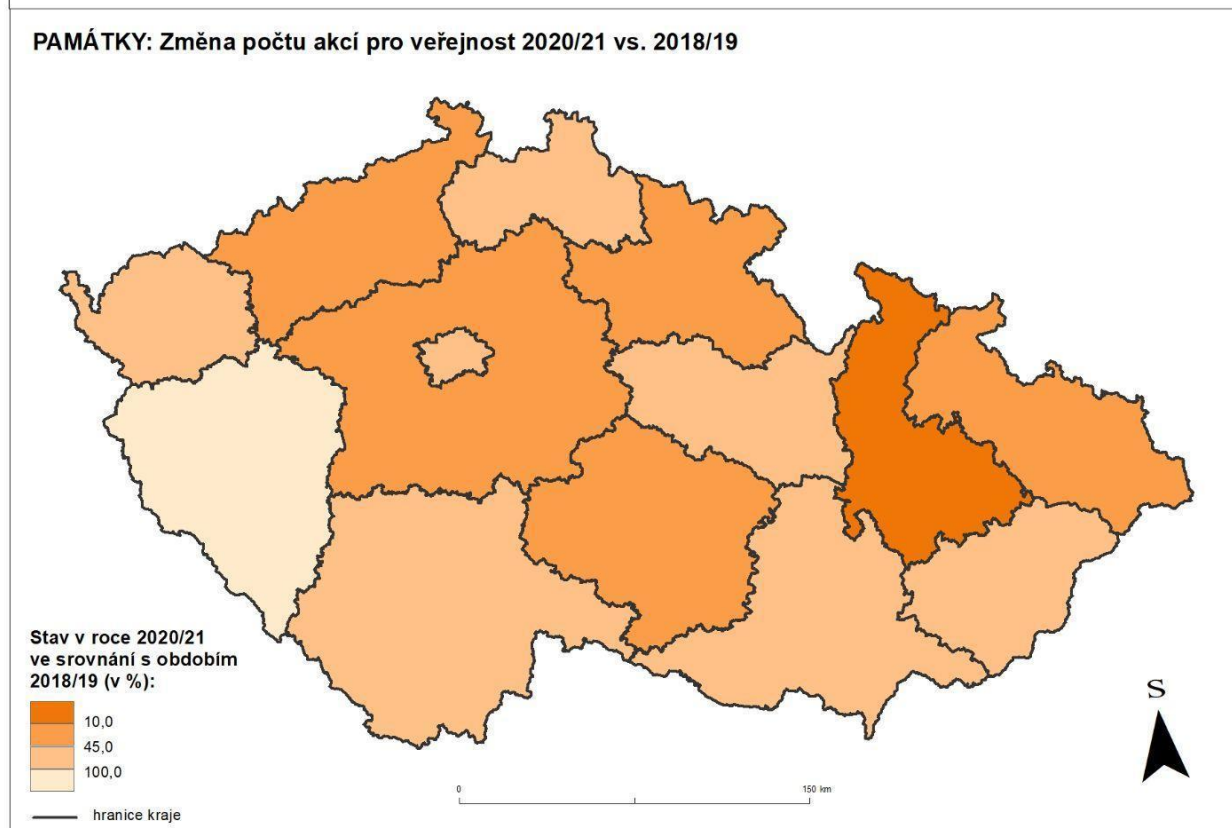 PAMÁTKY: Změna počtu akcí pro veřejnost 2020/21 vs. 2018/19
Stav v roce 2020/21
ve srovnání s obdobím
2018/19 (v %):
10,0
45,0
100,0
hranice kraje
0
150 km
S